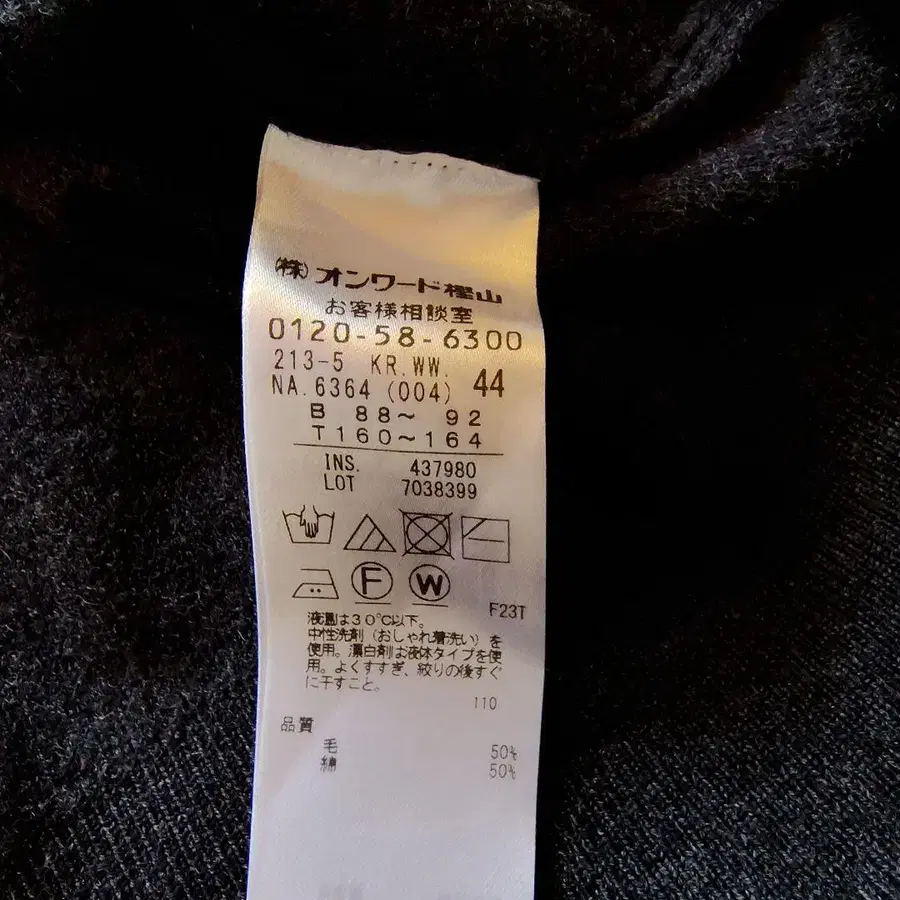 (株)オンワード樫山
お客様相談室
0120-58-6300
213-5 KR.WW.
NA.6364 (004) 44
B 88～ 92
T160～164
INS. 437980
LOT 7038399
F W
F23T
液温は30℃以下。
中性洗剤（おしゃれ着洗い）を
使用。漂白剤は液体タイプを使
用。よくすすぎ、絞りの後すぐ
に干すこと。
110
品質
毛 50%
綿 50%